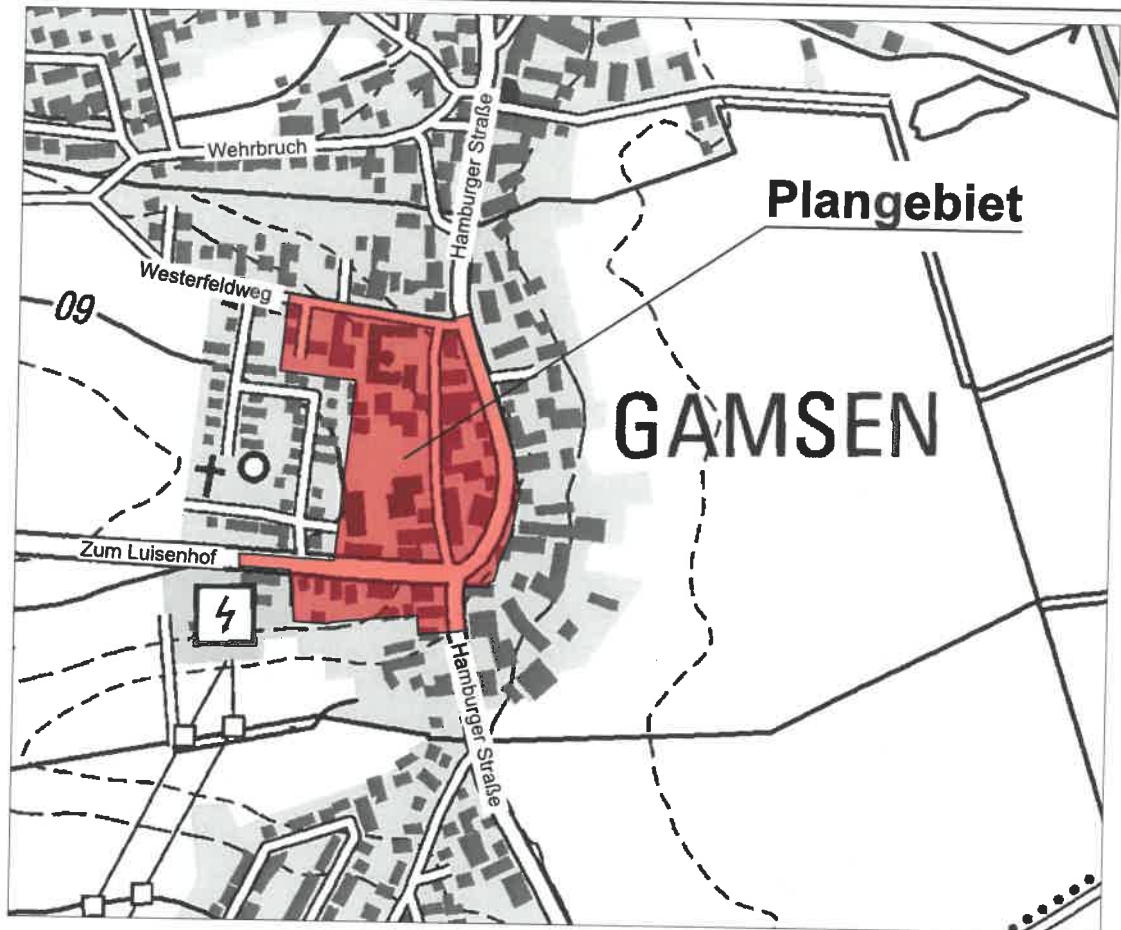 Wehrbruch
Hamburger Straße
Plangebiet
Westerfeldweg
09
GAMSEN
Zum Luisenhof
Hamburger Straße